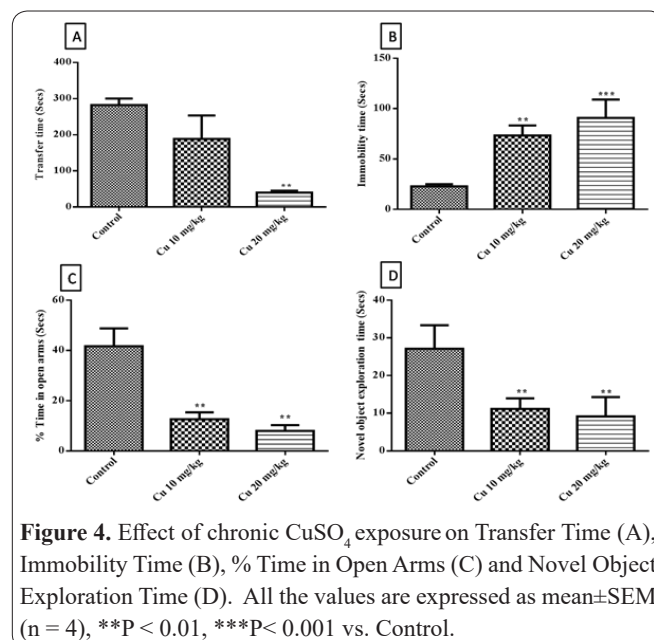 A
Transfer time (Secs)
300
200
100
0
**
Control
Cu 10 mg/kg
Cu 20 mg/kg
B
Immobility time (Secs)
150
100
50
0
**
***
Control
Cu 10 mg/kg
Cu 20 mg/kg
C
% Time in open arms (Secs)
60
40
20
0
**
**
Control
Cu 10 mg/kg
Cu 20 mg/kg
D
Novel object exploration time (Secs)
40
30
20
10
0
**
**
Control
Cu 10 mg/kg
Cu 20 mg/kg
Figure 4. Effect of chronic CuSO4 exposure on Transfer Time (A),
Immobility Time (B), % Time in Open Arms (C) and Novel Object
Exploration Time (D). All the values are expressed as mean±SEM
(n = 4), **P < 0.01, ***P< 0.001 vs. Control.